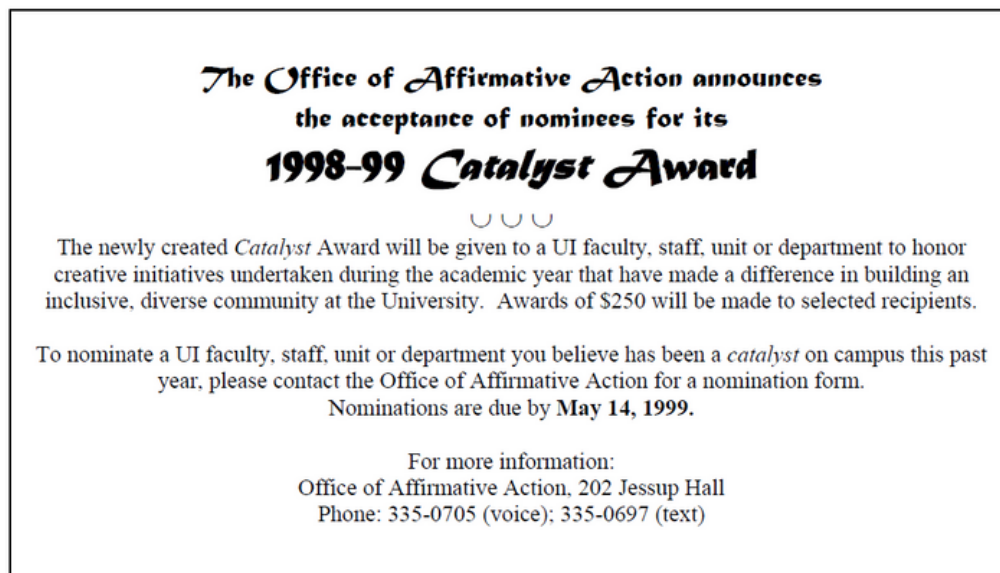 The Office of Affirmative Action announces
the acceptance of nominees for its
1998-99 Catalyst Award
The newly created Catalyst Award will be given to a UI faculty, staff, unit or department to honor
creative initiatives undertaken during the academic year that have made a difference in building an
inclusive, diverse community at the University.  Awards of $250 will be made to selected recipients.
To nominate a UI faculty, staff, unit or department you believe has been a catalyst on campus this past
year, please contact the Office of Affirmative Action for a nomination form.
Nominations are due by May 14, 1999.
For more information:
Office of Affirmative Action, 202 Jessup Hall
Phone: 335-0705 (voice); 335-0697 (text)